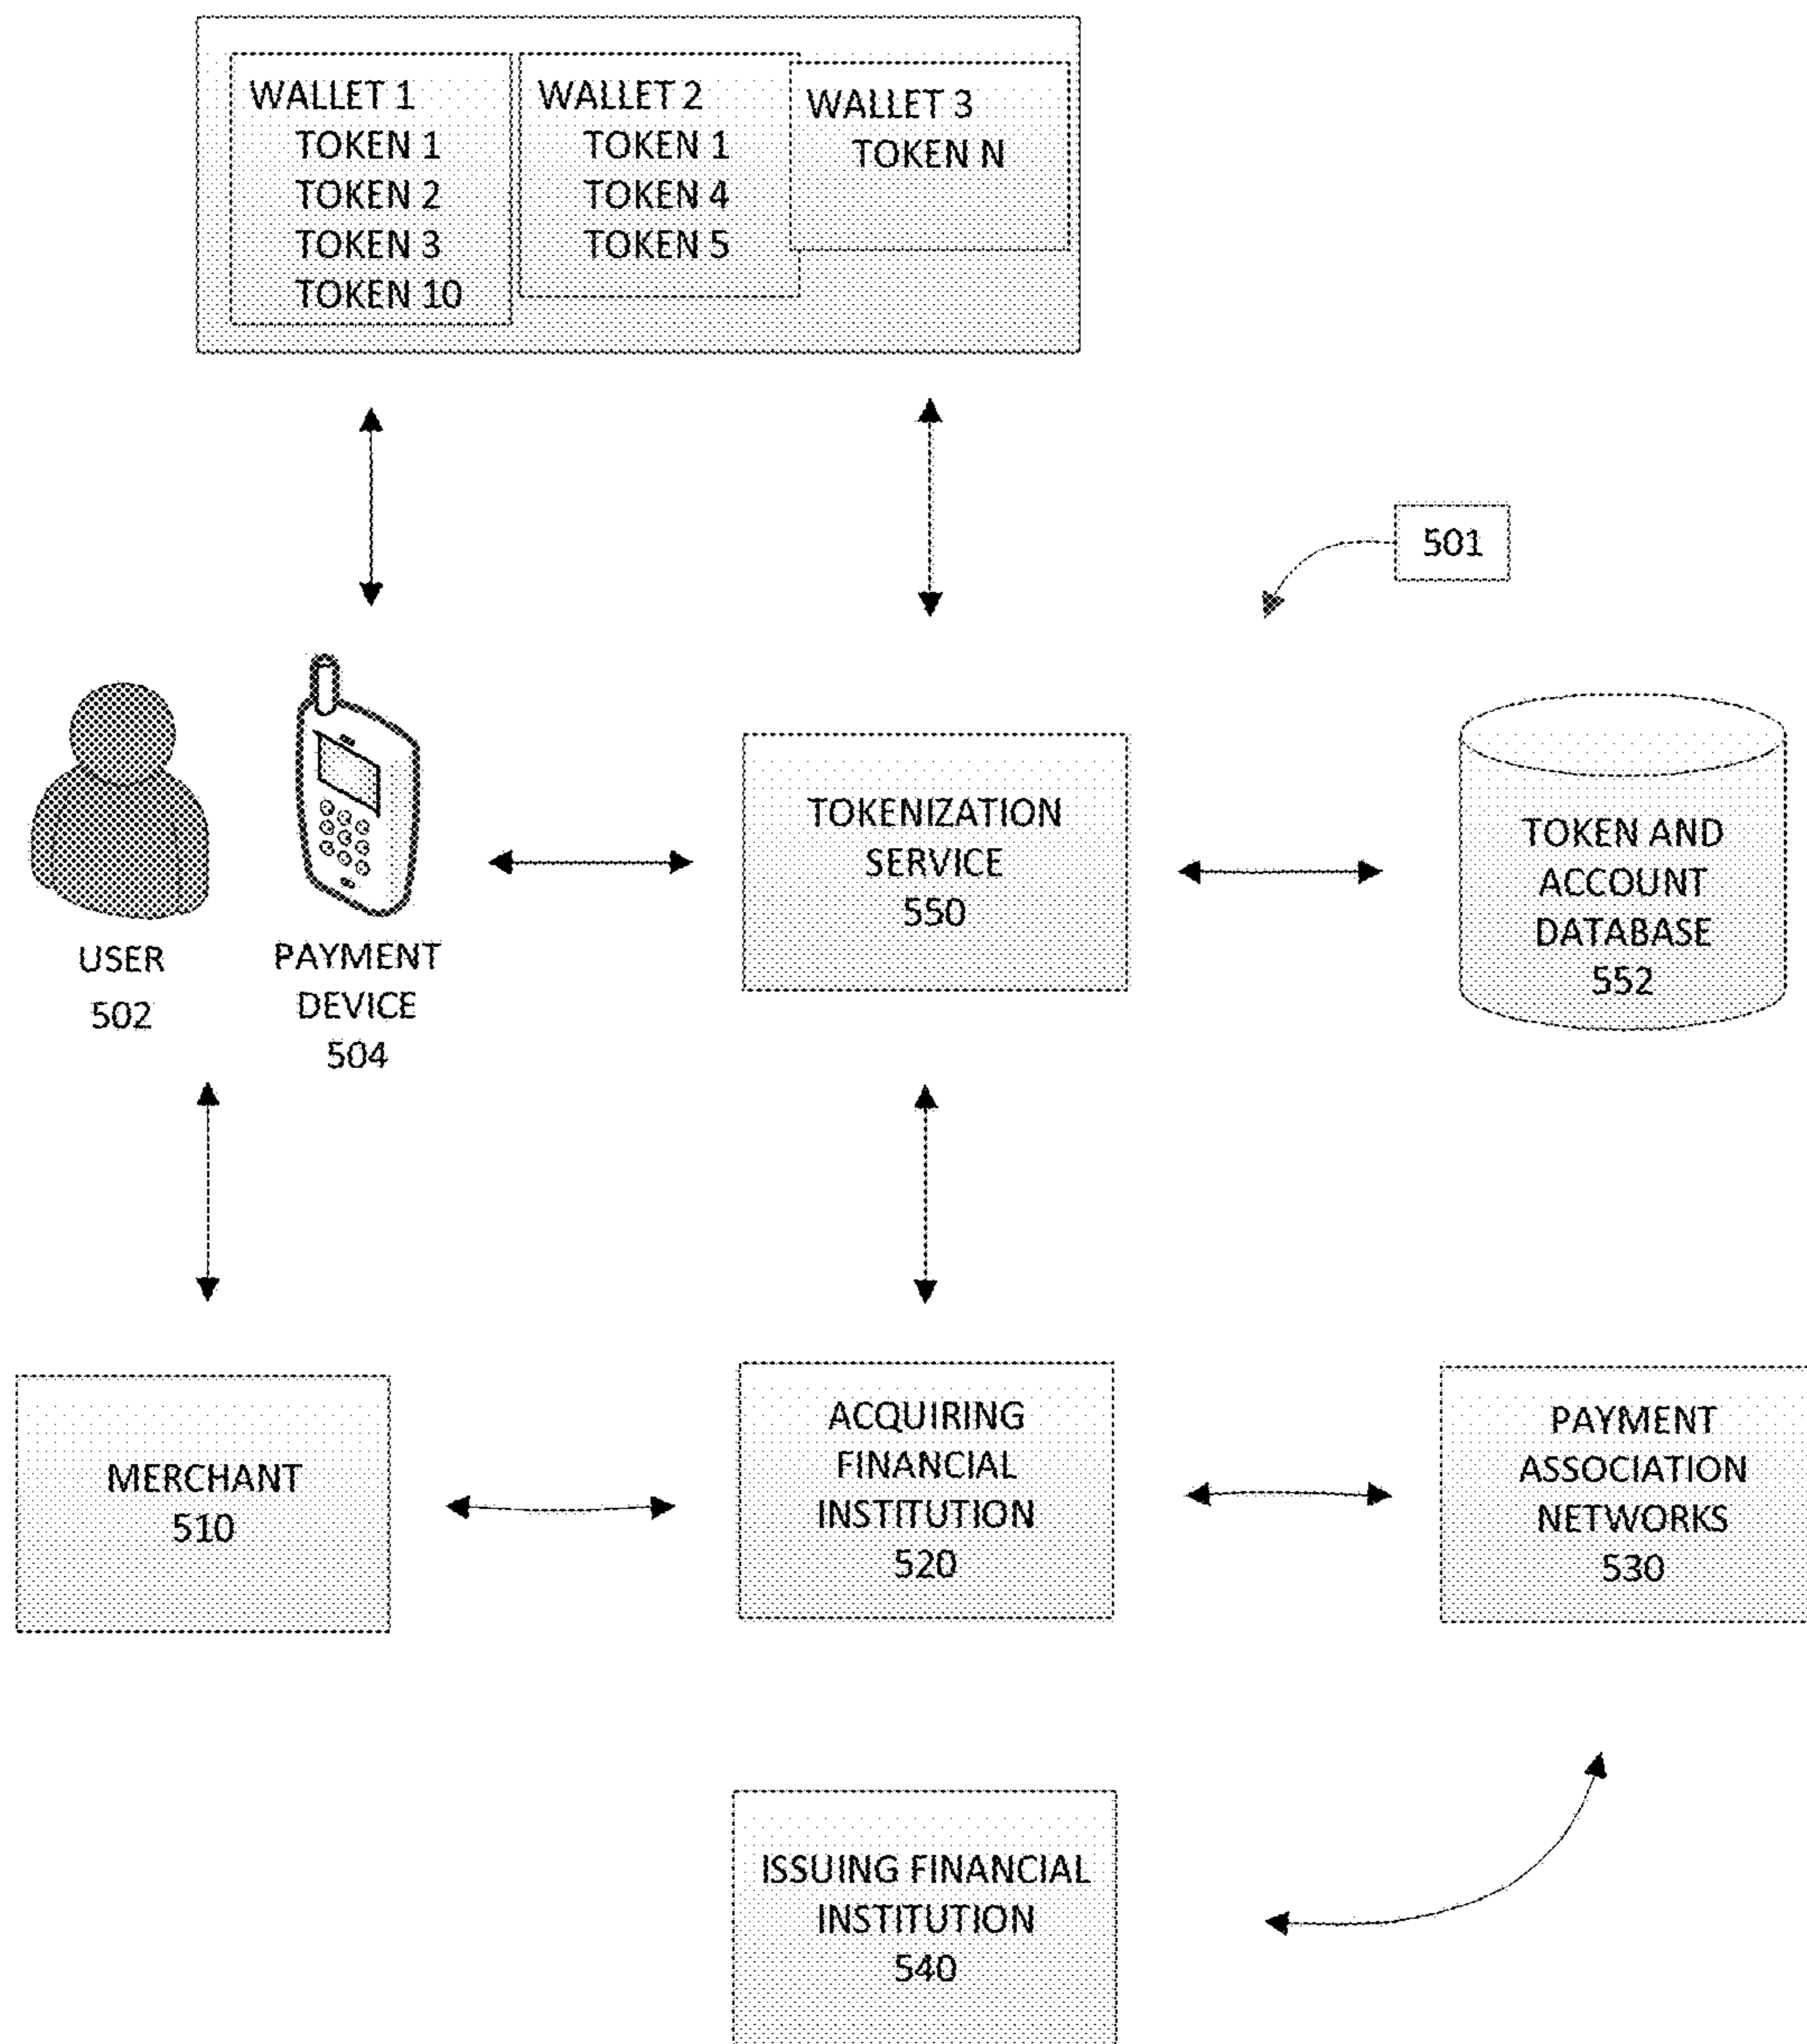 WALLET 1
TOKEN 1
TOKEN 2
TOKEN 3
TOKEN 10
WALLET 2
TOKEN 1
TOKEN 4
TOKEN 5
WALLET 3
TOKEN N
501
USER
502
PAYMENT
DEVICE
504
TOKENIZATION
SERVICE
550
TOKEN AND
ACCOUNT
DATABASE
552
MERCHANT
510
ACQUIRING
FINANCIAL
INSTITUTION
520
PAYMENT
ASSOCIATION
NETWORKS
530
ISSUING FINANCIAL
INSTITUTION
540